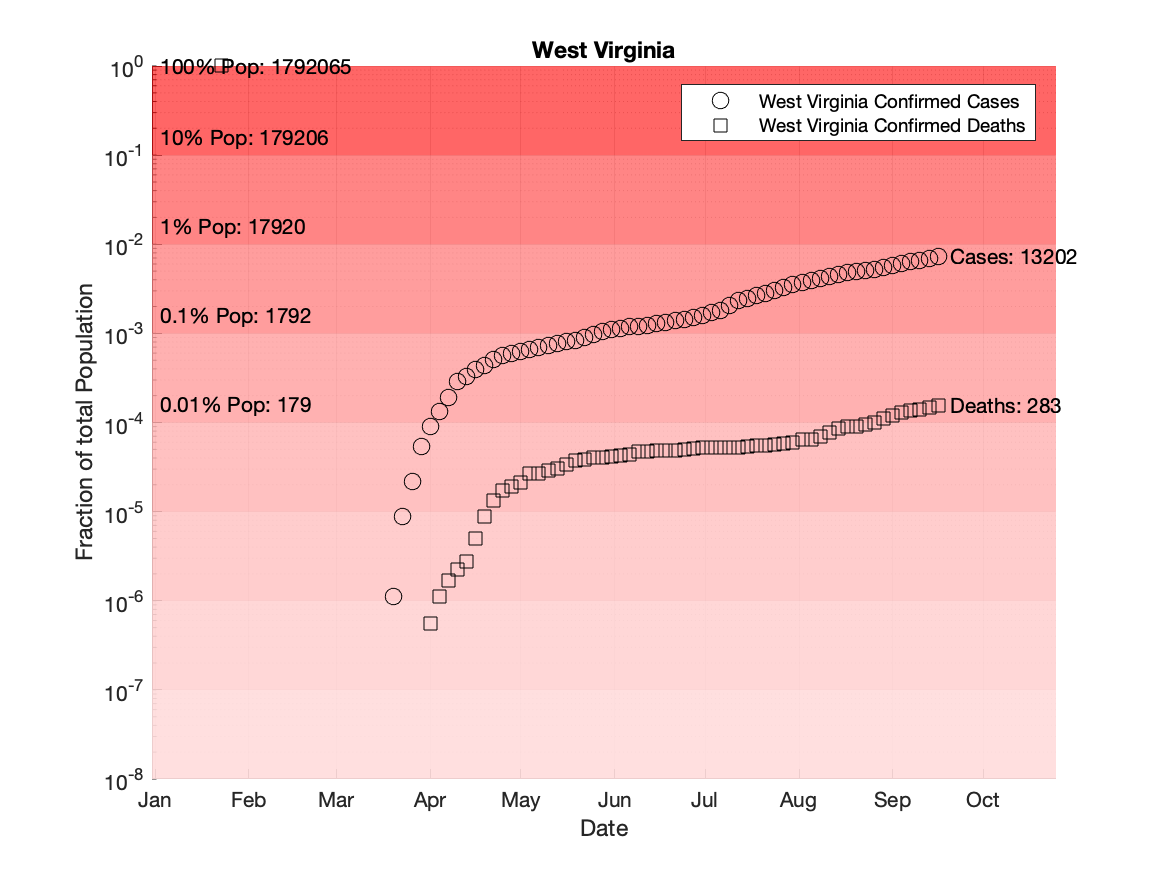 West Virginia
10^0
100% Pop: 1792065
West Virginia Confirmed Cases
West Virginia Confirmed Deaths
10% Pop: 179206
10^-1
1% Pop: 17920
10^-2
Cases: 13202
0.1% Pop: 1792
10^-3
0.01% Pop: 179
Deaths: 283
10^-4
10^-5
10^-6
10^-7
10^-8
Fraction of total Population
Jan Feb Mar Apr May Jun Jul Aug Sep Oct
Date